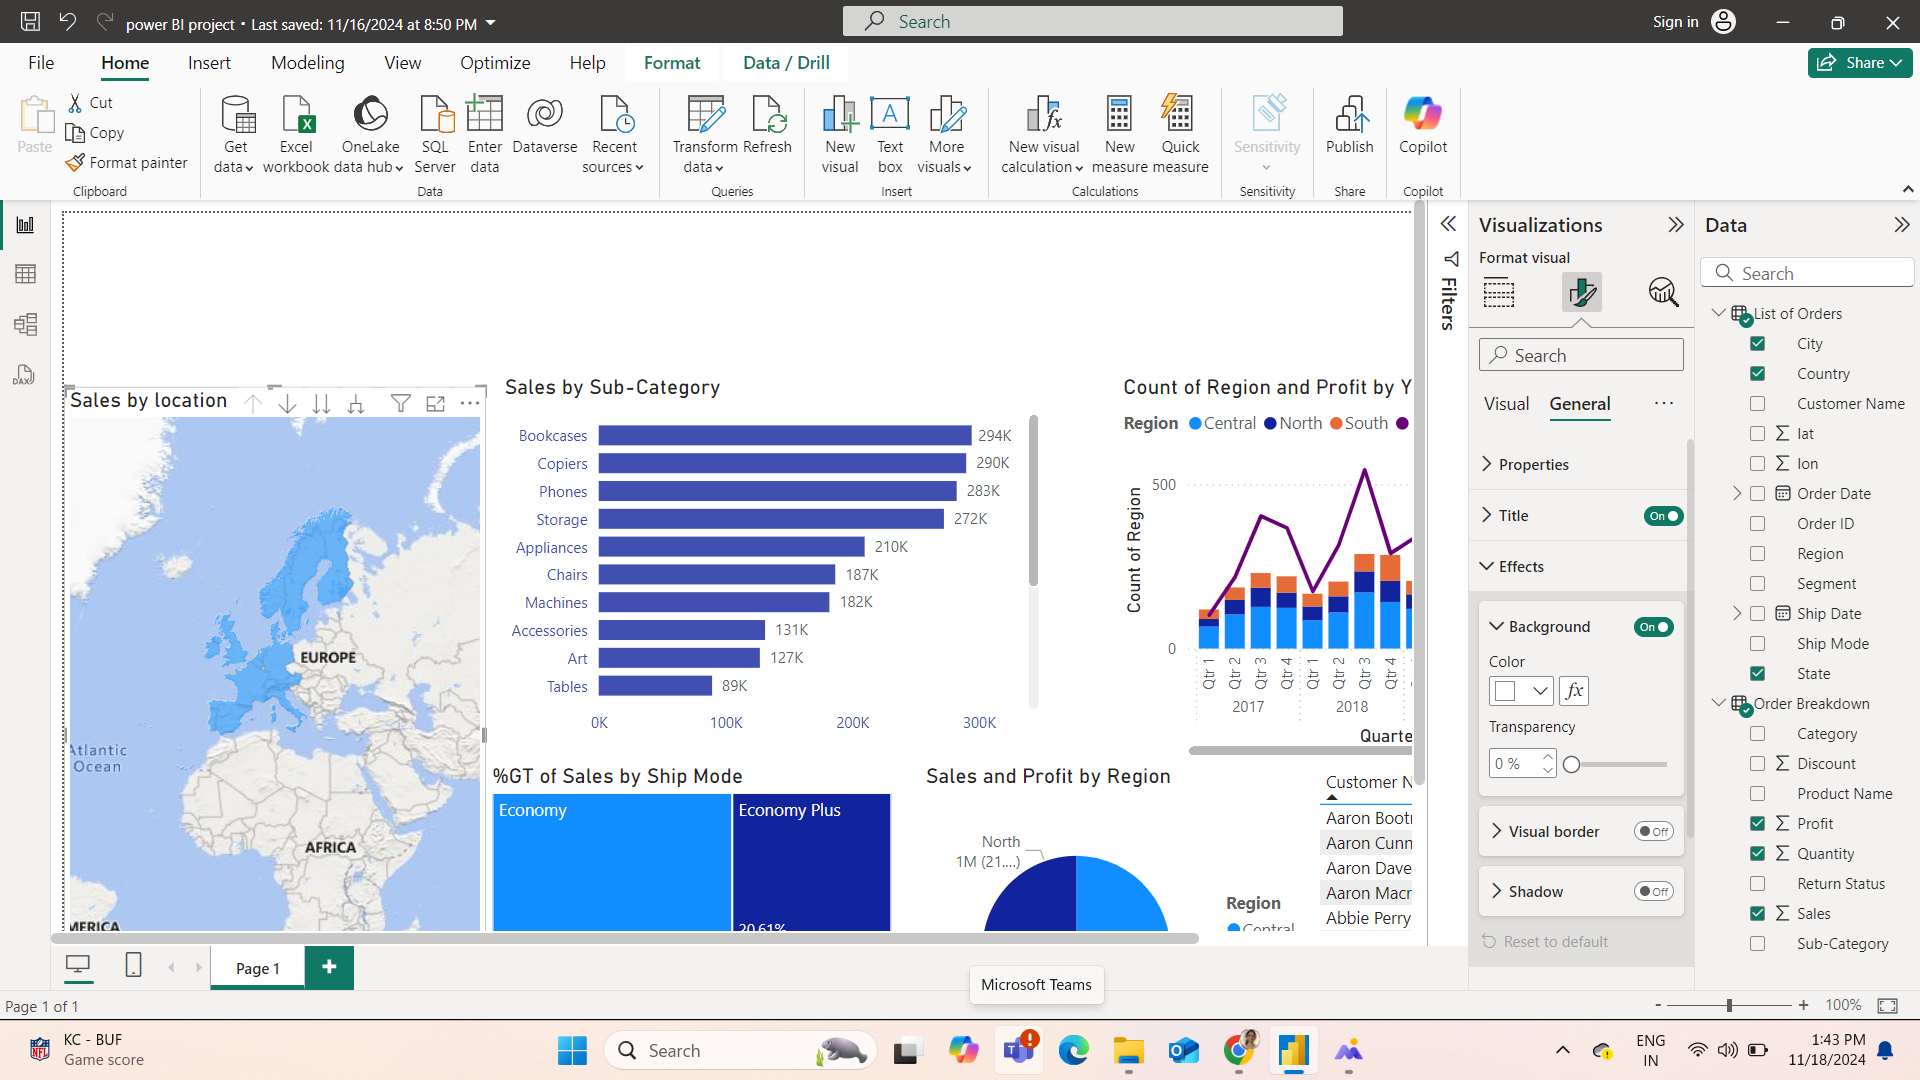 power BI project • Last saved: 11/16/2024 at 8:50 PM
Search
Sign in
File
Home
Insert
Modeling
View
Optimize
Help
Format
Data / Drill
Share
Paste
Cut
Copy
Format painter
Clipboard
Get data
Excel workbook
OneLake data hub
SQL Server
Enter data
Dataverse
Recent sources
Data
Transform data
Refresh
Queries
New visual
Text box
More visuals
Insert
New visual calculation
New measure
Quick measure
Calculations
Sensitivity
Sensitivity
Publish
Share
Copilot
Copilot
Sales by location
EUROPE
Atlantic
Ocean
AFRICA
MERICA
Sales by Sub-Category
Bookcases 294K
Copiers 290K
Phones 283K
Storage 272K
Appliances 210K
Chairs 187K
Machines 182K
Accessories 131K
Art 127K
Tables 89K
0K 100K 200K 300K
Count of Region and Profit by Y
Region Central North South
Count of Region
500
0
Qtr 1 Qtr 2 Qtr 3 Qtr 4 Qtr 1 Qtr 2 Qtr 3 Qtr 4
2017 2018
Quarte
%GT of Sales by Ship Mode
Economy
Economy Plus
20.61%
Sales and Profit by Region
North
1M (21....)
Region
Central
Customer N
Aaron Bootr
Aaron Cunn
Aaron Dave
Aaron Macr
Abbie Perry
Filters
Visualizations
Format visual
Search
Visual
General
Properties
Title On
Effects
Background On
Color
fx
Transparency
0 %
Visual border Off
Shadow Off
Reset to default
Data
Search
List of Orders
City
Country
Customer Name
lat
lon
Order Date
Order ID
Region
Segment
Ship Date
Ship Mode
State
Order Breakdown
Category
Discount
Product Name
Profit
Quantity
Return Status
Sales
Sub-Category
Page 1
Microsoft Teams
Page 1 of 1
- + 100%
KC - BUF
Game score
Search
ENG
IN
1:43 PM
11/18/2024